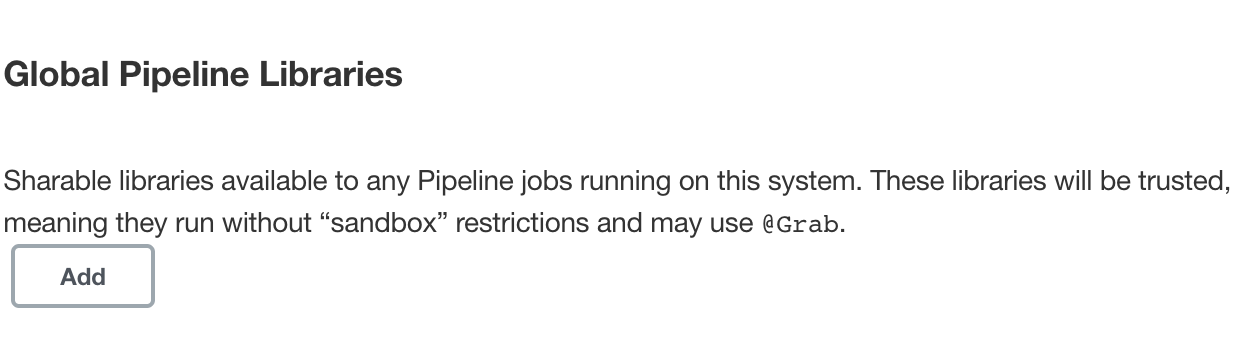 Global Pipeline Libraries
Sharable libraries available to any Pipeline jobs running on this system. These libraries will be trusted,
meaning they run without “sandbox” restrictions and may use @Grab.
Add